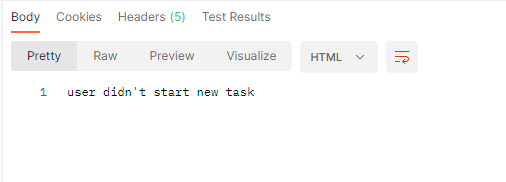 Body Cookies Headers (5) Test Results
Pretty Raw Preview Visualize HTML
1 user didn't start new task